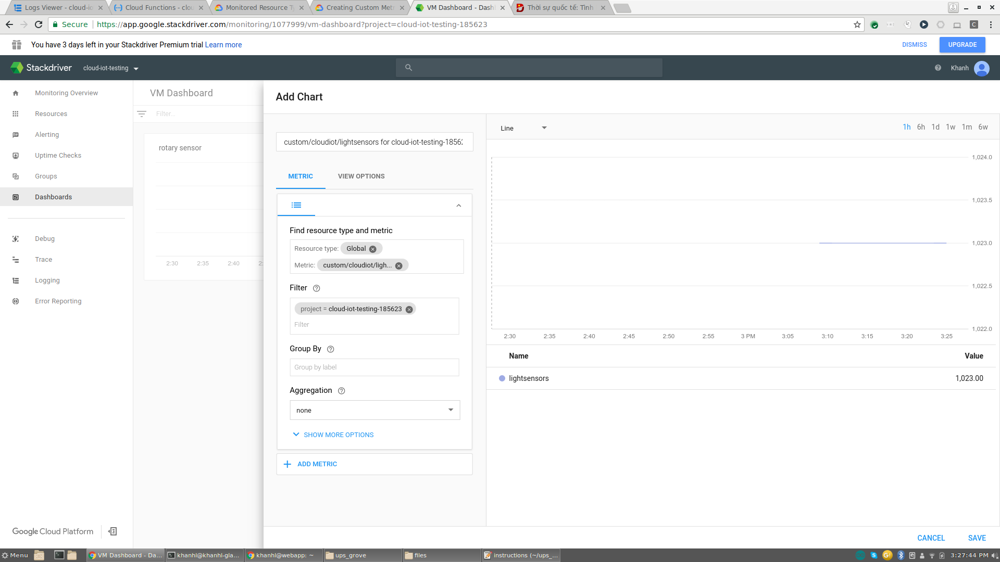 Logs Viewer - cloud-io
Cloud Functions - clou
Monitored Resource T
Creating Custom Met
VM Dashboard - Dash
Thời sự quốc tế: Tình
Secure
https://app.google.stackdriver.com/monitoring/1077999/vm-dashboard?project=cloud-iot-testing-185623
C
You have 3 days left in your Stackdriver Premium trial Learn more
DISMISS
UPGRADE
Stackdriver
cloud-iot-testing
Khanh
Monitoring Overview
Resources
Alerting
Uptime Checks
Groups
Dashboards
Debug
Trace
Logging
Error Reporting
Google Cloud Platform
VM Dashboard
Filter...
rotary sensor
2:30 2:35 2:40 2:
Add Chart
custom/cloudiot/lightsensors for cloud-iot-testing-1856
METRIC
VIEW OPTIONS
Find resource type and metric
Resource type: Global
Metric: custom/cloudiot/ligh...
Filter
project = cloud-iot-testing-185623
Filter
Group By
Group by label
Aggregation
none
SHOW MORE OPTIONS
ADD METRIC
Line
1h 6h 1d 1w 1m 6w
1,024.0
1,023.5
1,023.0
1,022.5
1,022.0
2:30 2:35 2:40 2:45 2:50 2:55 3 PM 3:05 3:10 3:15 3:20 3:25
Name Value
lightsensors 1,023.00
CANCEL
SAVE
Menu
VM Dashboard - Da...
khanhl@khanhl-gla...
khanhl@webapp: ~
ups_grove
files
instructions (~/ups_...
3:27:44 PM